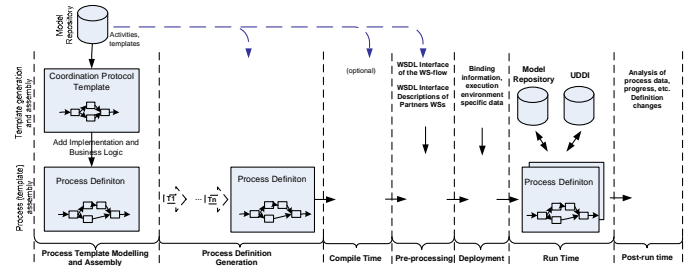 Model
Repository
Activities,
templates
Template generation
and assembly
Coordination Protocol
Template
(optional)
WSDL Interface
of the WS-flow
WSDL Interface
Descriptions of
Partners WSs
Binding
information,
execution
environment
specific data
Model
Repository
UDDI
Analysis of
process data,
progress, etc.
Definition
changes
Add Implementation and
Business Logic
Process (template)
assembly
Process Definiton
T1
...
Tn
Process Definiton
Process Definiton
Process Template Modelling
and Assembly
Process Definition
Generation
Compile Time
Pre-processing
Deployment
Run Time
Post-run time